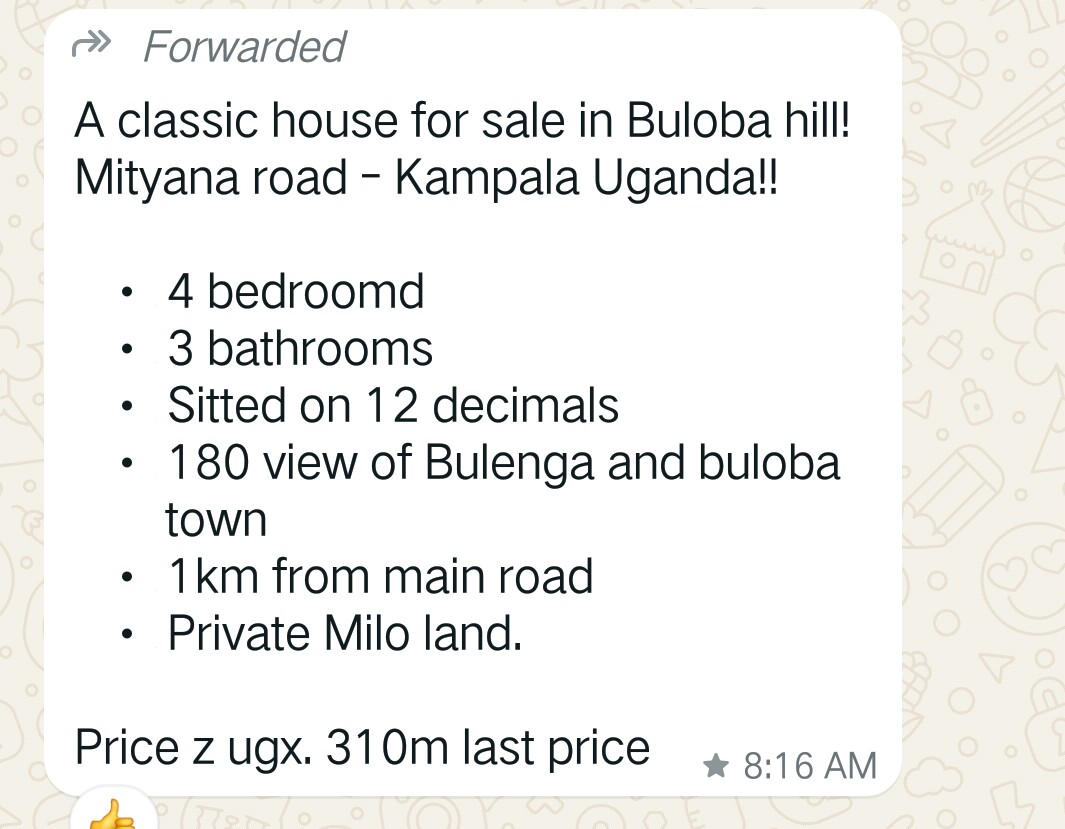 Forwarded
A classic house for sale in Buloba hill!
Mityana road - Kampala Uganda!!
• 4 bedroomd
• 3 bathrooms
• Sitted on 12 decimals
• 180 view of Bulenga and buloba
town
• 1km from main road
• Private Milo land.
Price z ugx. 310m last price
8:16 AM